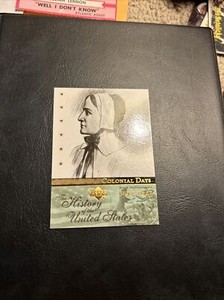 "WELL I DON'T KNOW"
COLONIAL DAYS
History
of the
United States